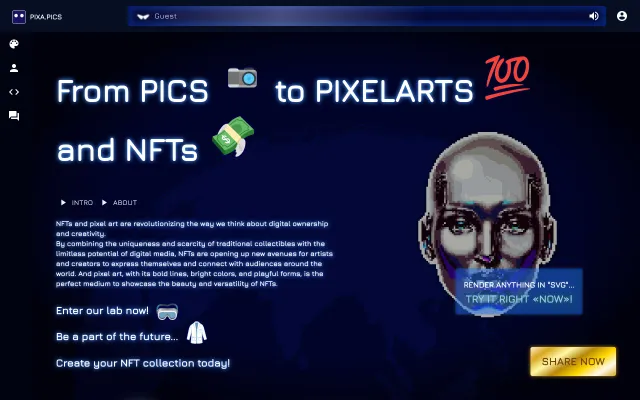 PIXA.PICS
Guest
From PICS to PIXELARTS 100
and NFTs
INTRO ABOUT
NFTs and pixel art are revolutionizing the way we think about digital ownership
and creativity.
By combining the uniqueness and scarcity of traditional collectibles with the
limitless potential of digital media, NFTs are opening up new avenues for artists
and creators to express themselves and connect with audiences around the
world. And pixel art, with its bold lines, bright colors, and playful forms, is the
perfect medium to showcase the beauty and versatility of NFTs.
RENDER ANYTHING IN "SVG"...
TRY IT RIGHT «NOW»!
Enter our lab now!
Be a part of the future...
Create your NFT collection today!
SHARE NOW